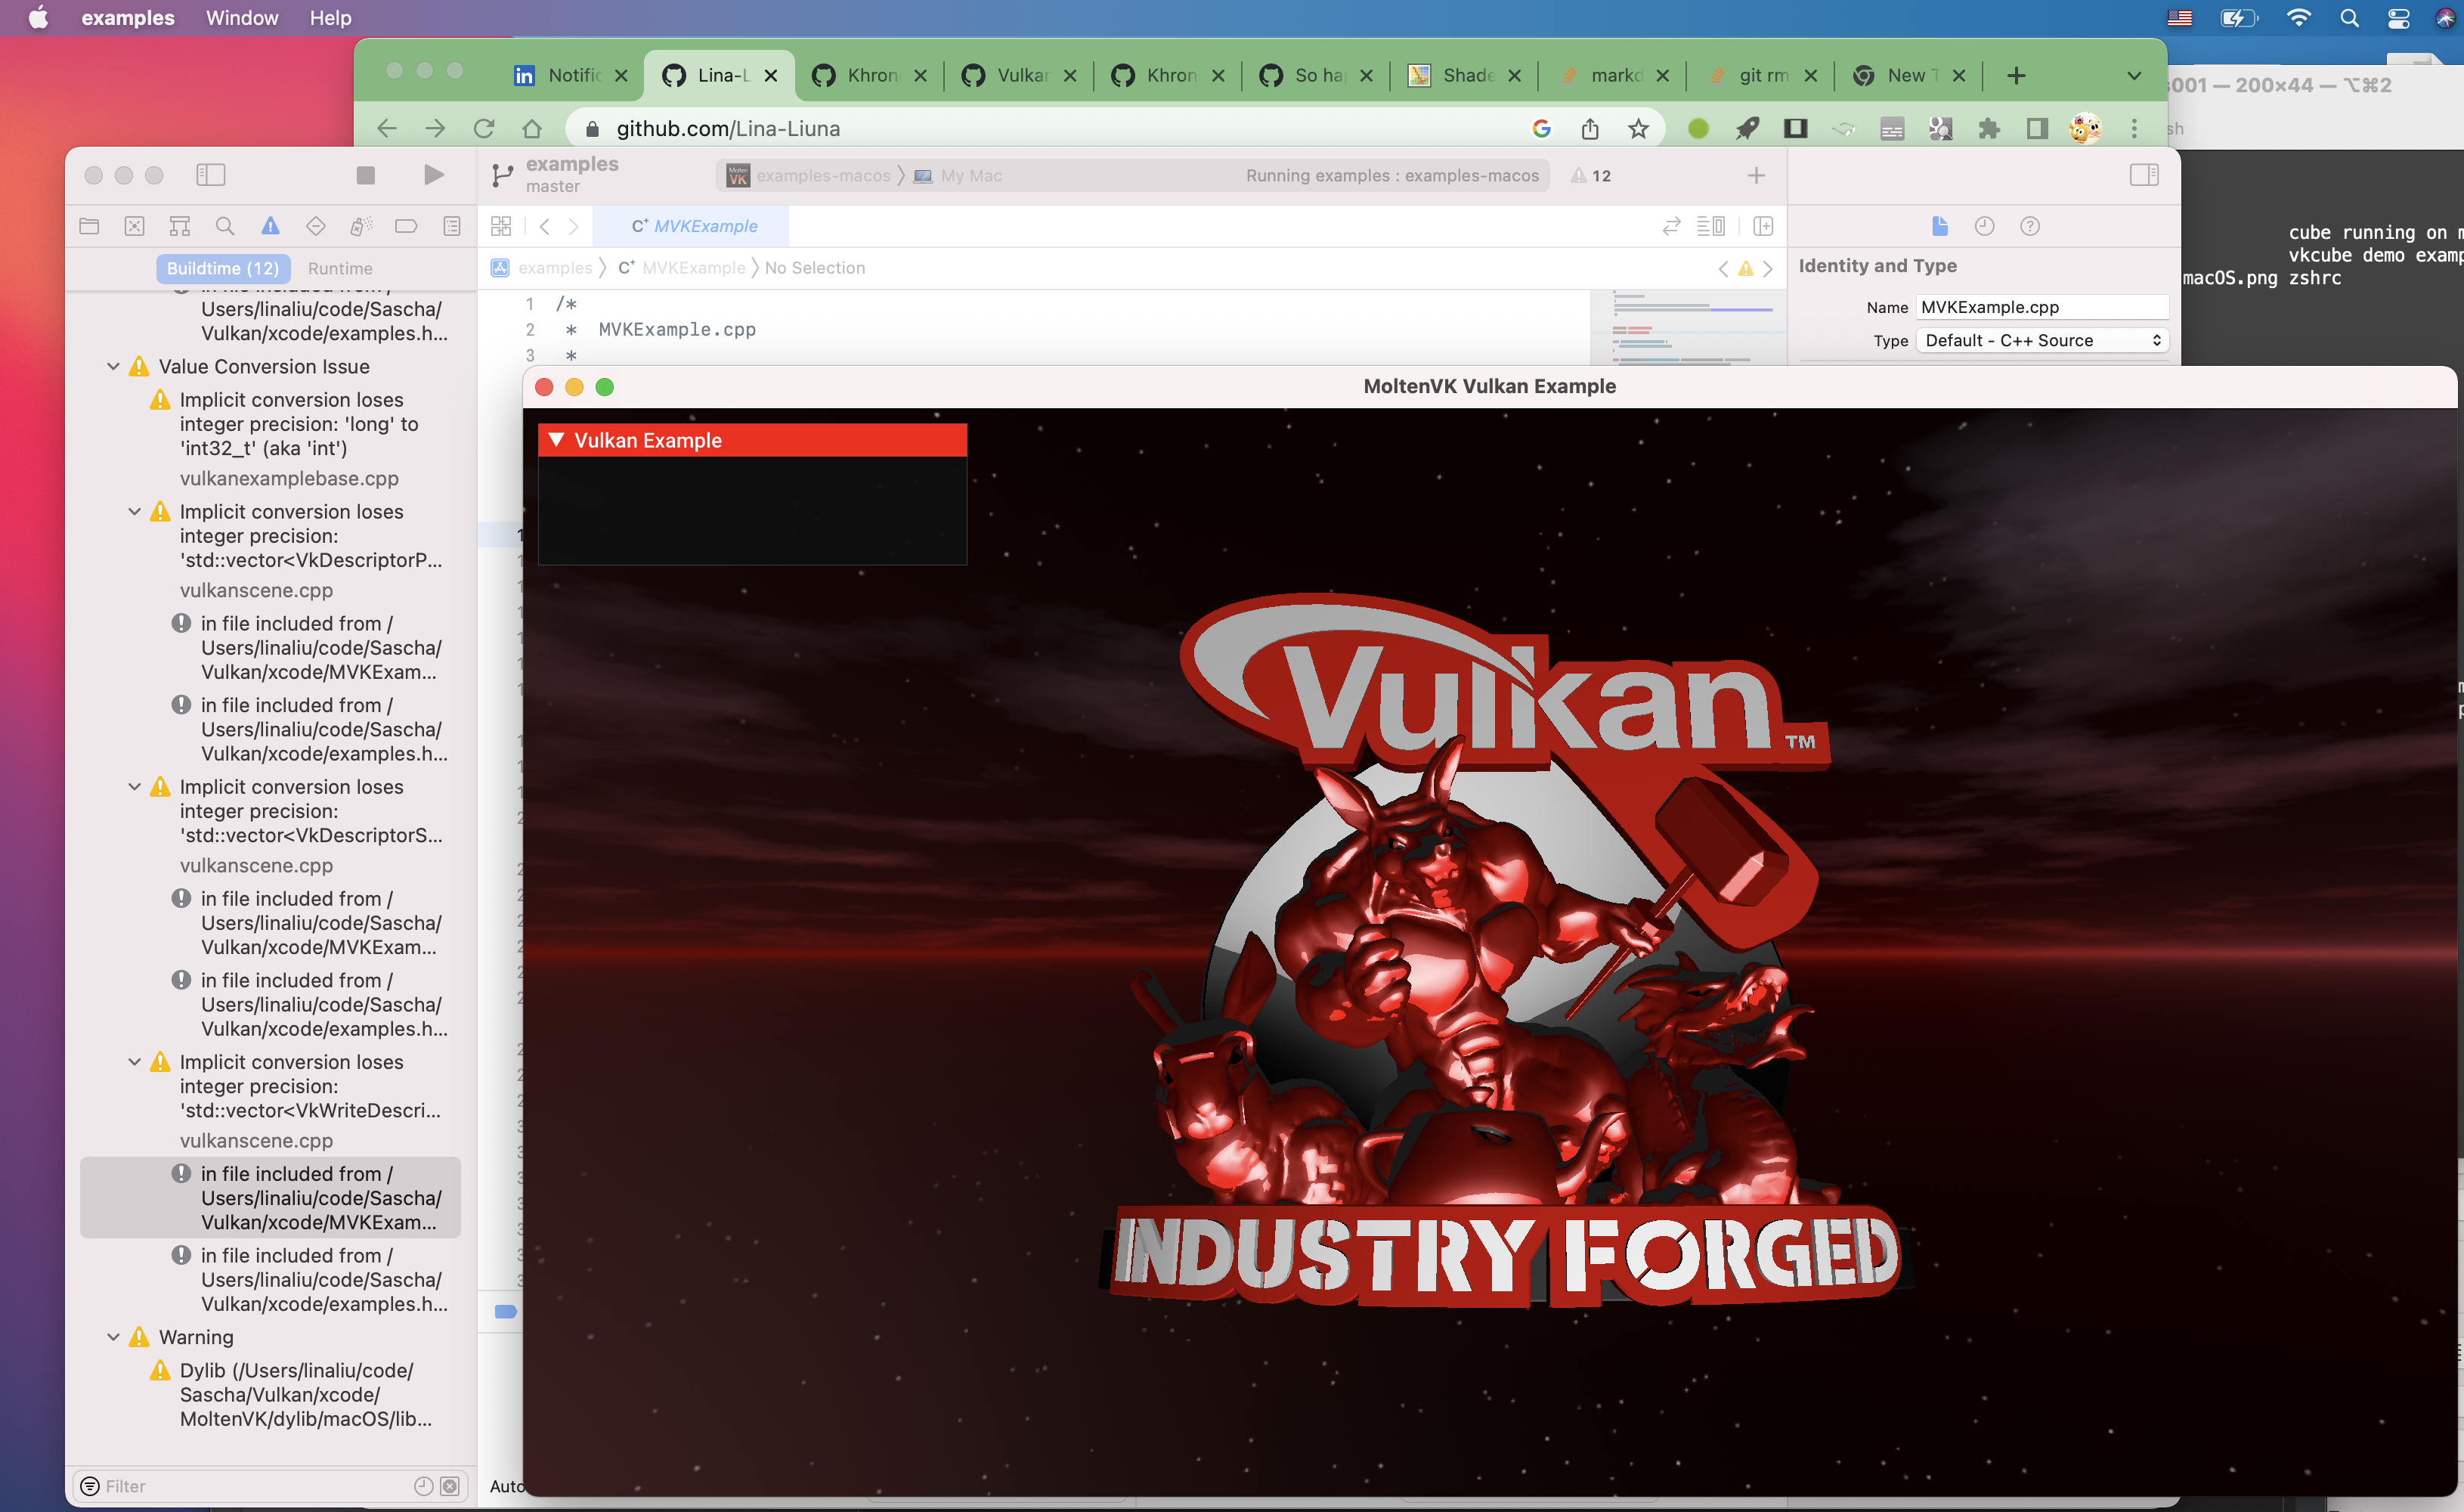 examples Window Help
Notific Lina-L Khron Vulkan Khron So ha Shade markd git rm New T
001 — 200×44 — ⌥⌘2
github.com/Lina-Liuna
sh
examples
master
Molten
VK
examples-macos My Mac Running examples : examples-macos 12
Buildtime (12) Runtime
C+ MVKExample
examples C+ MVKExample No Selection
Identity and Type
Name MVKExample.cpp
Type Default - C++ Source
1 /*
2 * MVKExample.cpp
3 *
cube running on m
vkcube demo examp
macOS.png zshrc
Users/linaliu/code/Sascha/
Vulkan/xcode/examples.h...
Value Conversion Issue
Implicit conversion loses
integer precision: 'long' to
'int32_t' (aka 'int')
vulkanexamplebase.cpp
Implicit conversion loses
integer precision:
'std::vector<VkDescriptorP...
vulkanscene.cpp
in file included from /
Users/linaliu/code/Sascha/
Vulkan/xcode/MVKExam...
in file included from /
Users/linaliu/code/Sascha/
Vulkan/xcode/examples.h...
Implicit conversion loses
integer precision:
'std::vector<VkDescriptorS...
vulkanscene.cpp
in file included from /
Users/linaliu/code/Sascha/
Vulkan/xcode/MVKExam...
in file included from /
Users/linaliu/code/Sascha/
Vulkan/xcode/examples.h...
Implicit conversion loses
integer precision:
'std::vector<VkWriteDescri...
vulkanscene.cpp
in file included from /
Users/linaliu/code/Sascha/
Vulkan/xcode/MVKExam...
in file included from /
Users/linaliu/code/Sascha/
Vulkan/xcode/examples.h...
Warning
Dylib (/Users/linaliu/code/
Sascha/Vulkan/xcode/
MoltenVK/dylib/macOS/lib...
Filter
Auto
MoltenVK Vulkan Example
Vulkan Example
Vulkan TM
INDUSTRY FORGED